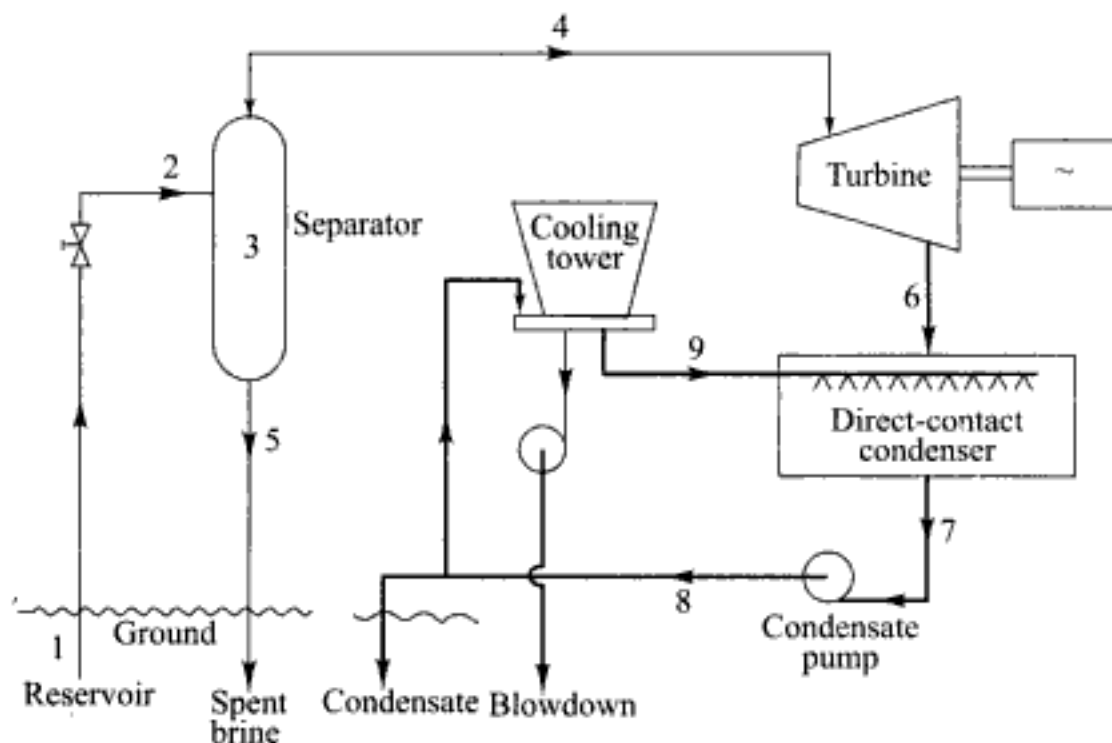 4
2
Separator
3
Turbine
~
Cooling
tower
6
9
Direct-contact
condenser
5
7
8
Condensate
pump
Ground
1
Reservoir
Spent
brine
Condensate
Blowdown